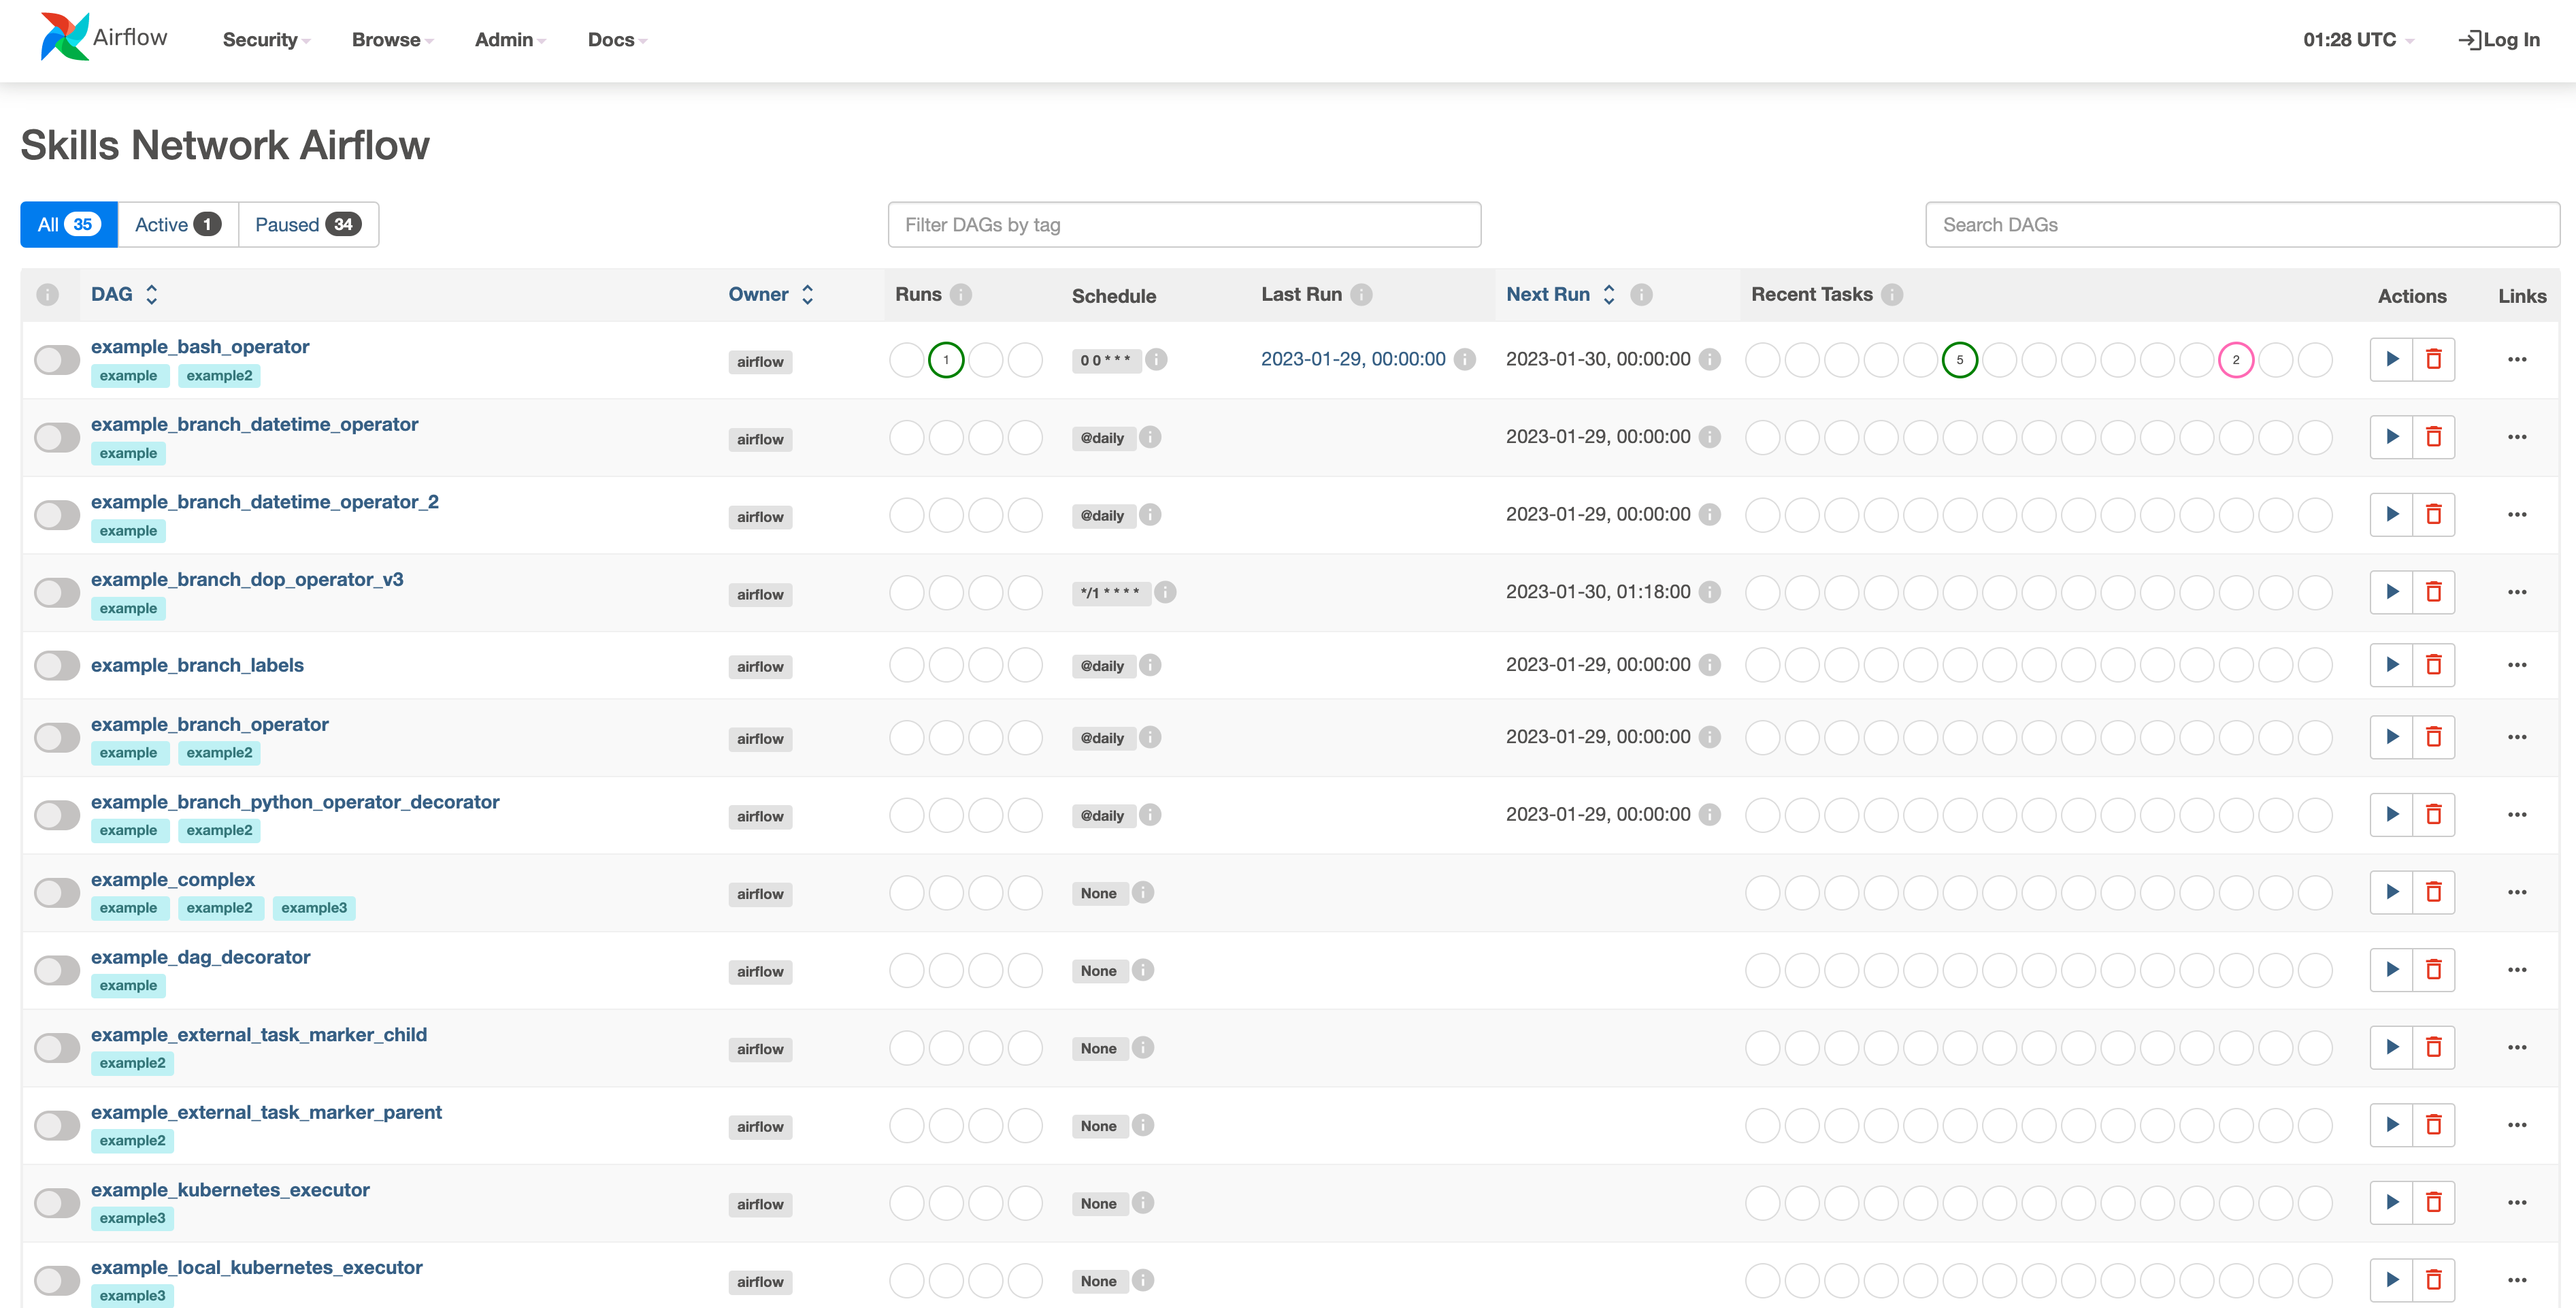 Airflow Security Browse Admin Docs 01:28 UTC Log In
Skills Network Airflow
All 35 Active 1 Paused 34 Filter DAGs by tag Search DAGs
DAG Owner Runs Schedule Last Run Next Run Recent Tasks Actions Links
example_bash_operator
example example2 airflow 1 0 0 * * * 2023-01-29, 00:00:00 2023-01-30, 00:00:00 5 2
example_branch_datetime_operator
example airflow @daily 2023-01-29, 00:00:00
example_branch_datetime_operator_2
example airflow @daily 2023-01-29, 00:00:00
example_branch_dop_operator_v3
example airflow */1 * * * * 2023-01-30, 01:18:00
example_branch_labels airflow @daily 2023-01-29, 00:00:00
example_branch_operator
example example2 airflow @daily 2023-01-29, 00:00:00
example_branch_python_operator_decorator
example example2 airflow @daily 2023-01-29, 00:00:00
example_complex
example example2 example3 airflow None
example_dag_decorator
example airflow None
example_external_task_marker_child
example2 airflow None
example_external_task_marker_parent
example2 airflow None
example_kubernetes_executor
example3 airflow None
example_local_kubernetes_executor
example3 airflow None